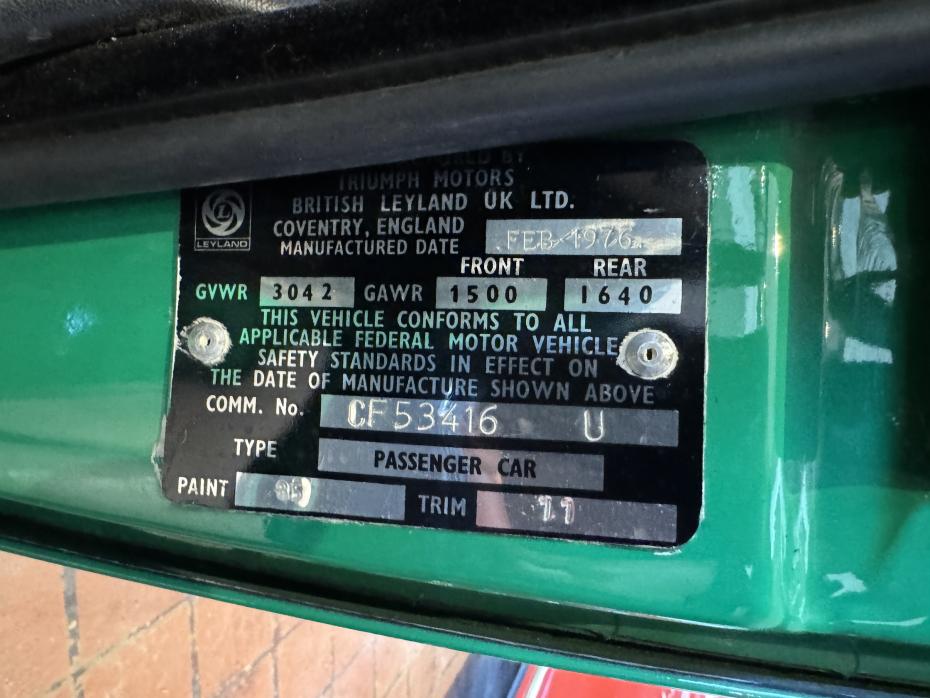 BY
TRIUMPH MOTORS
BRITISH LEYLAND UK LTD.
LEYLAND
COVENTRY, ENGLAND
MANUFACTURED DATE FEB 1976
FRONT REAR
GVWR 3042 GAWR 1500 1640
THIS VEHICLE CONFORMS TO ALL
APPLICABLE FEDERAL MOTOR VEHICLE
SAFETY STANDARDS IN EFFECT ON
THE DATE OF MANUFACTURE SHOWN ABOVE
COMM. No. CF53416 U
TYPE PASSENGER CAR
PAINT
TRIM 11